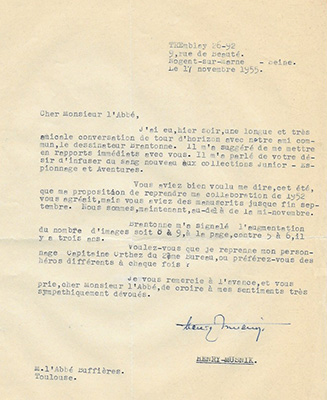 TREmblay 26-92
9, rue de Beauté.
Nogent-sur-Marne - Seine.
Le 17 novembre 1955.
Cher Monsieur l'Abbé,
J'ai eu, hier soir, une longue et très
amicale conversation de tour d'horizon avec notre ami com-
mun, le dessinateur Brentonne. Il m'a suggéré de me mettre
en rapports immédiats avec vous. Il m'a parlé de votre dé-
sir d'infuser du sang nouveau aux collections Junior - Es-
pionnage et Aventures.
Vous aviez bien voulu me dire, cet été,
que ma proposition de reprendre ma collaboration de 1952
vous agréait, mais vous aviez des manuscrits jusque fin sep-
tembre. Nous sommes, maintenant, au-delà de la mi-novembre.
Brentonne m'a signalé l'augmentation
du nombre d'images soit 8 à 9, à la page, contre 5 à 6, il
y a trois ans.
Voulez-vous que je reprenne mon person-
nage Capitaine Orthez du 2ème Bureau, ou préférez-vous des
héros différents à chaque fois ?
Je vous remercie à l'avance, et vous
prie, cher Monsieur l'Abbé, de croire à mes sentiments très
sympathiquement dévoués.
HENRY-MUSNIK.
M. l'Abbé Buffières.
Toulouse.